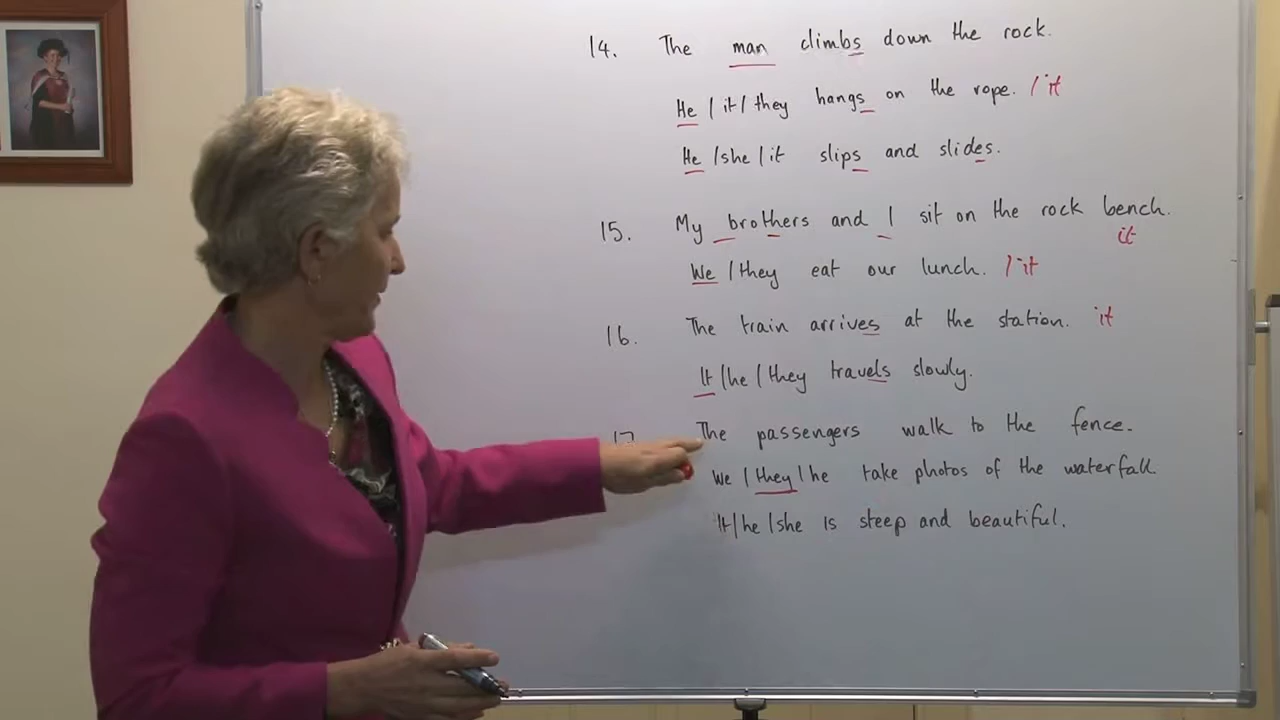 14. The man climbs down the rock.
He / it / they hangs on the rope. / it
He / she / it slips and slides.
15. My brothers and I sit on the rock bench.
it
We / they eat our lunch. / it
16. The train arrives at the station. it
It / he / they travels slowly.
17. The passengers walk to the fence.
We / they / he take photos of the waterfall.
It / he / she is steep and beautiful.